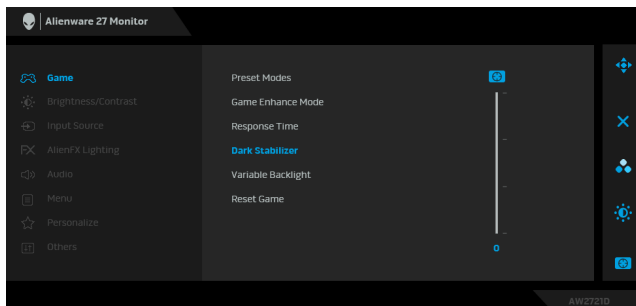 Alienware 27 Monitor
Game
Brightness/Contrast
Input Source
AlienFX Lighting
Audio
Menu
Personalize
Others
Preset Modes
Game Enhance Mode
Response Time
Dark Stabilizer
Variable Backlight
Reset Game
0
AW2721D